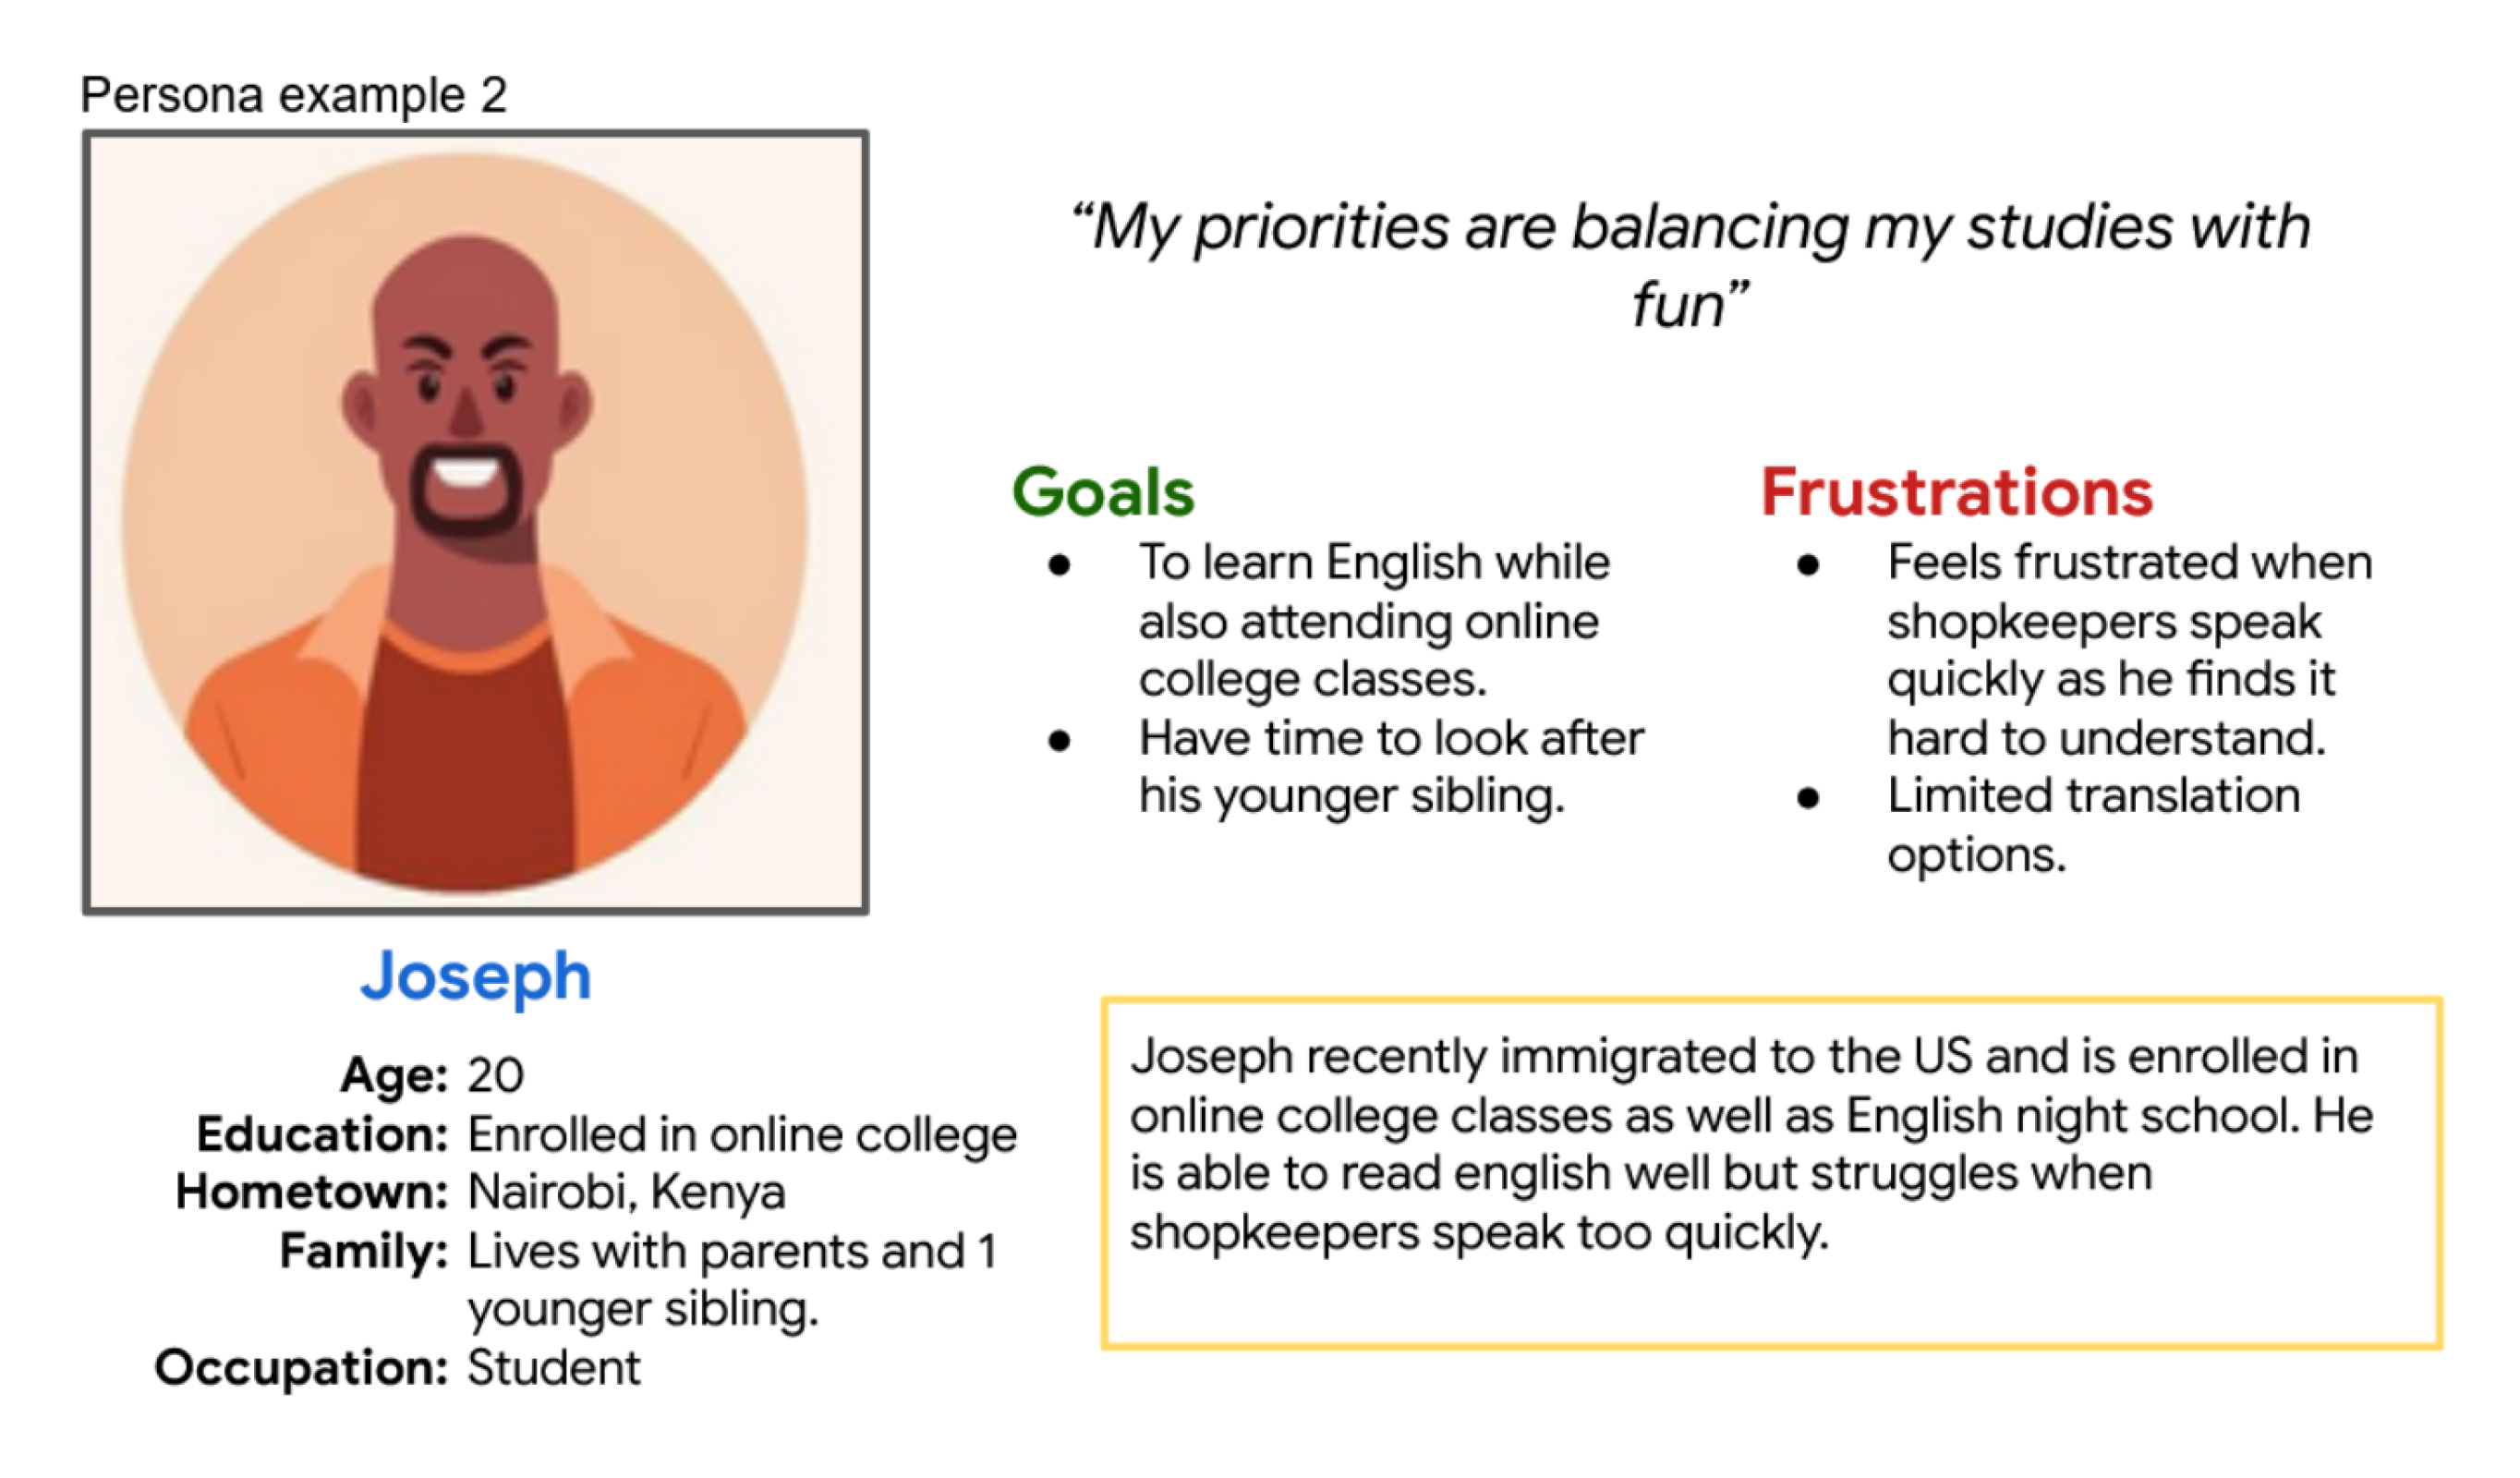 Persona example 2
“My priorities are balancing my studies with
fun”
Goals
● To learn English while
also attending online
college classes.
● Have time to look after
his younger sibling.
Frustrations
● Feels frustrated when
shopkeepers speak
quickly as he finds it
hard to understand.
● Limited translation
options.
Joseph
Age: 20
Education: Enrolled in online college
Hometown: Nairobi, Kenya
Family: Lives with parents and 1
younger sibling.
Occupation: Student
Joseph recently immigrated to the US and is enrolled in
online college classes as well as English night school. He
is able to read english well but struggles when
shopkeepers speak too quickly.